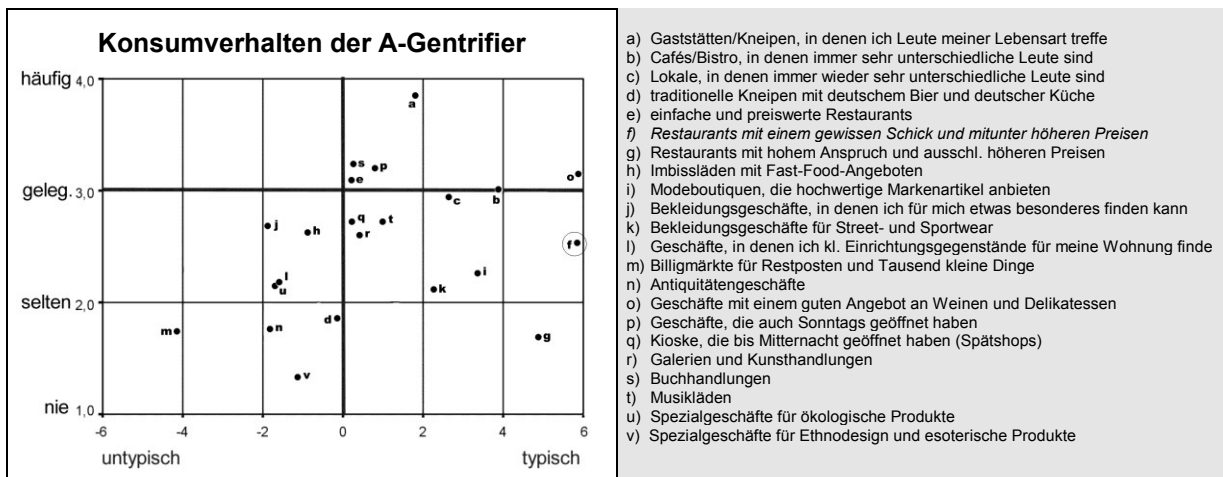 Konsumverhalten der A-Gentrifier
häufig 4,0
a
s
p
e
o
geleg. 3,0
b
c
q
t
j
h
r
f
i
l
u
k
selten 2,0
d
m
n
g
v
nie 1,0
-6 -4 -2 0 2 4 6
untypisch typisch
a) Gaststätten/Kneipen, in denen ich Leute meiner Lebensart treffe
b) Cafés/Bistro, in denen immer sehr unterschiedliche Leute sind
c) Lokale, in denen immer wieder sehr unterschiedliche Leute sind
d) traditionelle Kneipen mit deutschem Bier und deutscher Küche
e) einfache und preiswerte Restaurants
f) Restaurants mit einem gewissen Schick und mitunter höheren Preisen
g) Restaurants mit hohem Anspruch und ausschl. höheren Preisen
h) Imbissläden mit Fast-Food-Angeboten
i) Modeboutiquen, die hochwertige Markenartikel anbieten
j) Bekleidungsgeschäfte, in denen ich für mich etwas besonderes finden kann
k) Bekleidungsgeschäfte für Street- und Sportwear
l) Geschäfte, in denen ich kl. Einrichtungsgegenstände für meine Wohnung finde
m) Billigmärkte für Restposten und Tausend kleine Dinge
n) Antiquitätengeschäfte
o) Geschäfte mit einem guten Angebot an Weinen und Delikatessen
p) Geschäfte, die auch Sonntags geöffnet haben
q) Kioske, die bis Mitternacht geöffnet haben (Spätshops)
r) Galerien und Kunsthandlungen
s) Buchhandlungen
t) Musikläden
u) Spezialgeschäfte für ökologische Produkte
v) Spezialgeschäfte für Ethnodesign und esoterische Produkte